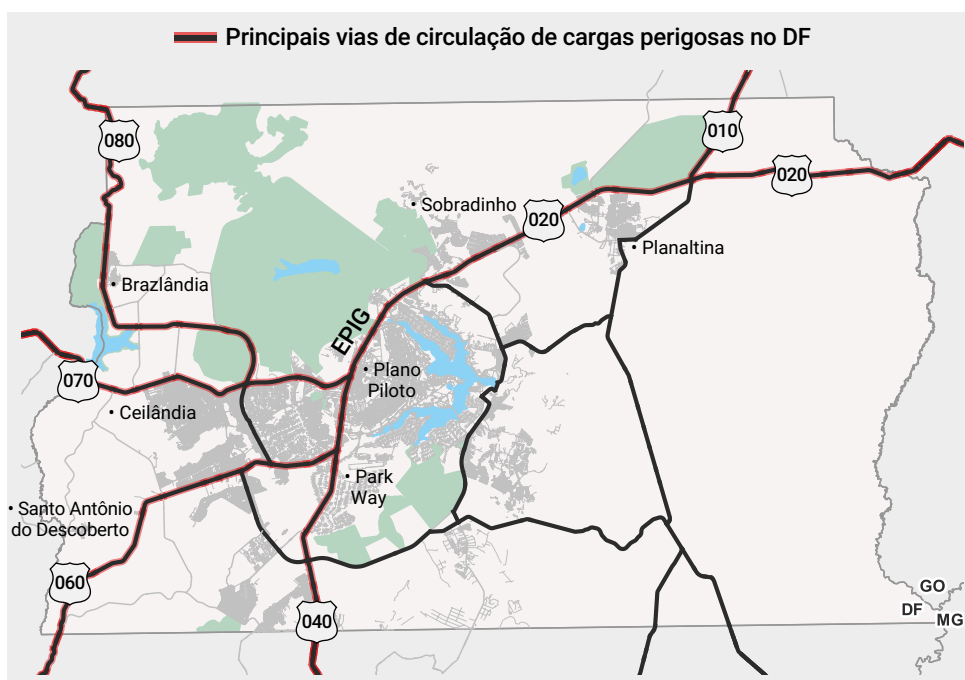 Principais vias de circulação de cargas perigosas no DF
080
010
020
Sobradinho
020
Planaltina
Brazlândia
EPIG
070
Plano
Piloto
Ceilândia
Park
Way
Santo Antônio
do Descoberto
060
040
GO
DF
MG